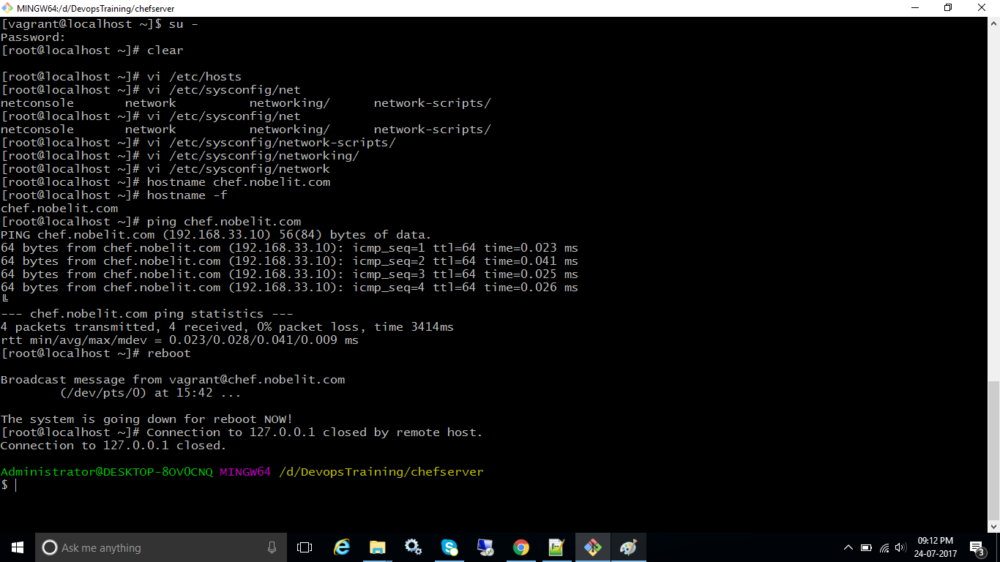 MINGW64:/d/DevopsTraining/chefserver
[vagrant@localhost ~]$ su -
Password:
[root@localhost ~]# clear
[root@localhost ~]# vi /etc/hosts
[root@localhost ~]# vi /etc/sysconfig/net
netconsole       network          networking/      network-scripts/
[root@localhost ~]# vi /etc/sysconfig/net
netconsole       network          networking/      network-scripts/
[root@localhost ~]# vi /etc/sysconfig/network-scripts/
[root@localhost ~]# vi /etc/sysconfig/networking/
[root@localhost ~]# vi /etc/sysconfig/network
[root@localhost ~]# hostname chef.nobelit.com
[root@localhost ~]# hostname -f
chef.nobelit.com
[root@localhost ~]# ping chef.nobelit.com
PING chef.nobelit.com (192.168.33.10) 56(84) bytes of data.
64 bytes from chef.nobelit.com (192.168.33.10): icmp_seq=1 ttl=64 time=0.023 ms
64 bytes from chef.nobelit.com (192.168.33.10): icmp_seq=2 ttl=64 time=0.041 ms
64 bytes from chef.nobelit.com (192.168.33.10): icmp_seq=3 ttl=64 time=0.025 ms
64 bytes from chef.nobelit.com (192.168.33.10): icmp_seq=4 ttl=64 time=0.026 ms
╚
--- chef.nobelit.com ping statistics ---
4 packets transmitted, 4 received, 0% packet loss, time 3414ms
rtt min/avg/max/mdev = 0.023/0.028/0.041/0.009 ms
[root@localhost ~]# reboot
Broadcast message from vagrant@chef.nobelit.com
        (/dev/pts/0) at 15:42 ...
The system is going down for reboot NOW!
[root@localhost ~]# Connection to 127.0.0.1 closed by remote host.
Connection to 127.0.0.1 closed.
Administrator@DESKTOP-8OV0CNQ MINGW64 /d/DevopsTraining/chefserver
$
Ask me anything
09:12 PM
24-07-2017
3